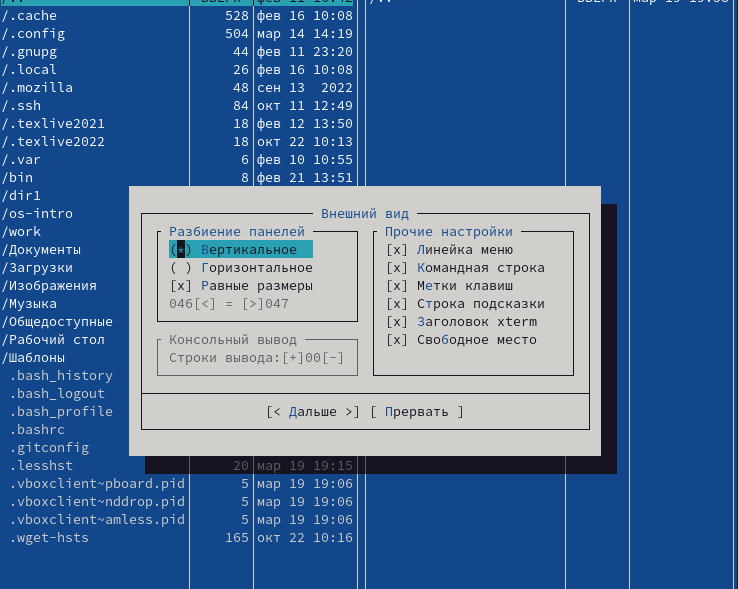 /.. ВВЕРХ
/.cache 528 фев 16 10:08
/.config 504 мар 14 14:19
/.gnupg 44 фев 11 23:20
/.local 26 фев 16 10:08
/.mozilla 48 сен 13 2022
/.ssh 84 окт 11 12:49
/.texlive2021 18 фев 12 13:50
/.texlive2022 18 окт 22 10:13
/.var 6 фев 10 10:55
/bin 8 фев 21 13:51
/dir1
/os-intro
/work
/Документы
/Загрузки
/Изображения
/Музыка
/Общедоступные
/Рабочий стол
/Шаблоны
.bash_history
.bash_logout
.bash_profile
.bashrc
.gitconfig
.lesshst 20 мар 19 19:15
.vboxclient~pboard.pid 5 мар 19 19:06
.vboxclient~nddrop.pid 5 мар 19 19:06
.vboxclient~amless.pid 5 мар 19 19:06
.wget-hsts 165 окт 22 10:16
Внешний вид
Разбиение панелей
(*) Вертикальное
( ) Горизонтальное
[x] Равные размеры
046[<] = [>]047
Консольный вывод
Строки вывода:[+]00[-]
Прочие настройки
[x] Линейка меню
[x] Командная строка
[x] Метки клавиш
[x] Строка подсказки
[x] Заголовок xterm
[x] Свободное место
[< Дальше >] [ Прервать ]